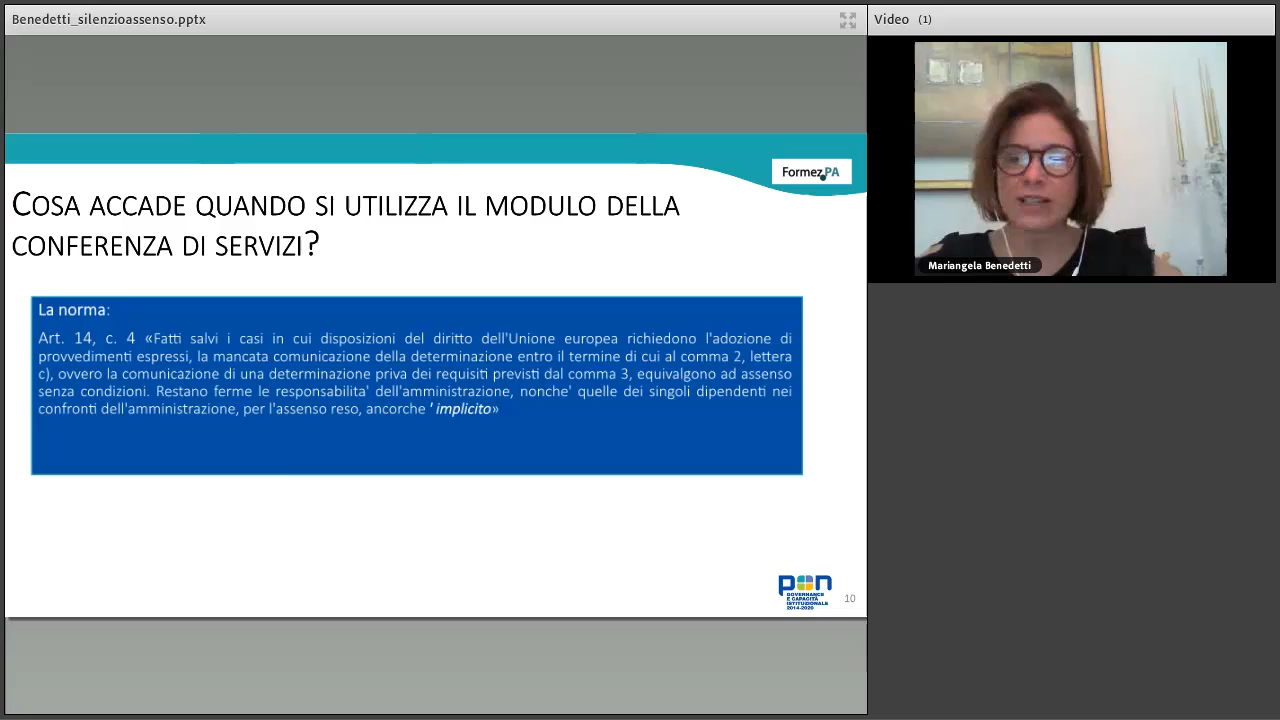 Benedetti_silenzioassenso.pptx
Video (1)
FormezPA
COSA ACCADE QUANDO SI UTILIZZA IL MODULO DELLA
CONFERENZA DI SERVIZI?
La norma:
Art. 14, c. 4 «Fatti salvi i casi in cui disposizioni del diritto dell'Unione europea richiedono l'adozione di
provvedimenti espressi, la mancata comunicazione della determinazione entro il termine di cui al comma 2, lettera
c), ovvero la comunicazione di una determinazione priva dei requisiti previsti dal comma 3, equivalgono ad assenso
senza condizioni. Restano ferme le responsabilita' dell'amministrazione, nonche' quelle dei singoli dipendenti nei
confronti dell'amministrazione, per l'assenso reso, ancorche ' implicito»
Mariangela Benedetti
pon
GOVERNANCE
E CAPACITÀ
ISTITUZIONALE
2014-2020
10